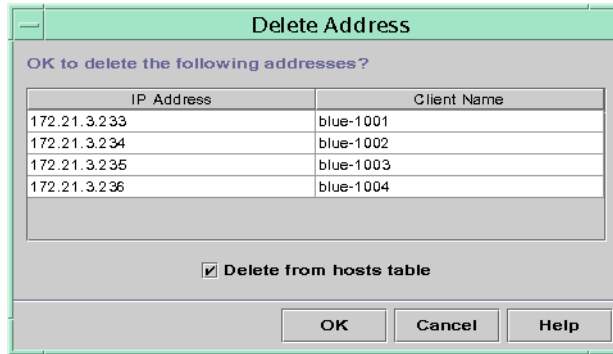 Delete Address
OK to delete the following addresses?
IP Address Client Name
172.21.3.233 blue-1001
172.21.3.234 blue-1002
172.21.3.235 blue-1003
172.21.3.236 blue-1004
Delete from hosts table
OK Cancel Help